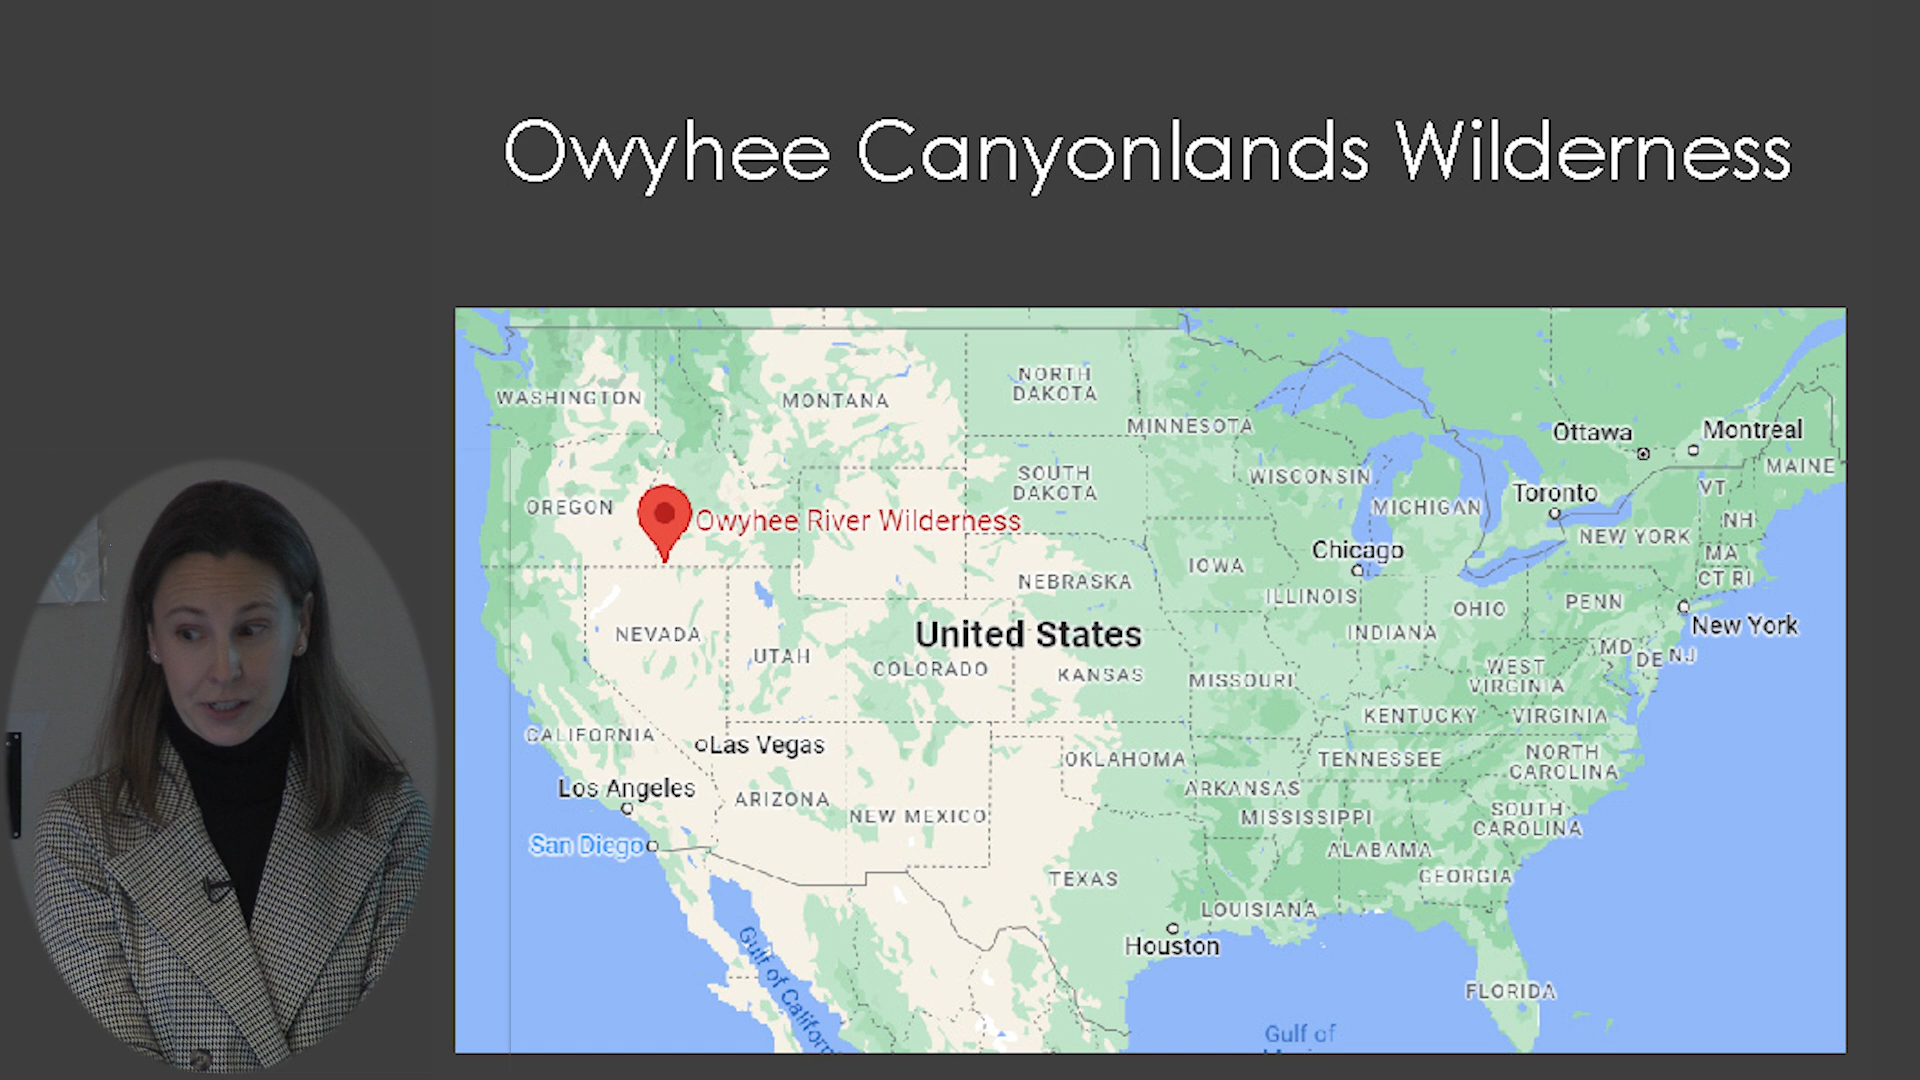 Owyhee Canyonlands Wilderness
WASHINGTON
MONTANA
NORTH
DAKOTA
MINNESOTA
Ottawa
Montreal
MAINE
OREGON
Owyhee River Wilderness
SOUTH
DAKOTA
WISCONSIN
MICHIGAN
Toronto
VT
NH
NEW YORK
MA
CT RI
Chicago
IOWA
NEBRASKA
ILLINOIS
INDIANA
OHIO
PENN
New York
NEVADA
UTAH
United States
COLORADO
KANSAS
MISSOURI
WEST
VIRGINIA
MD
DE
NJ
KENTUCKY
VIRGINIA
CALIFORNIA
Las Vegas
OKLAHOMA
TENNESSEE
NORTH
CAROLINA
Los Angeles
ARIZONA
NEW MEXICO
ARKANSAS
MISSISSIPPI
SOUTH
CAROLINA
San Diego
ALABAMA
GEORGIA
TEXAS
LOUISIANA
Houston
Gulf of Californ
FLORIDA
Gulf of